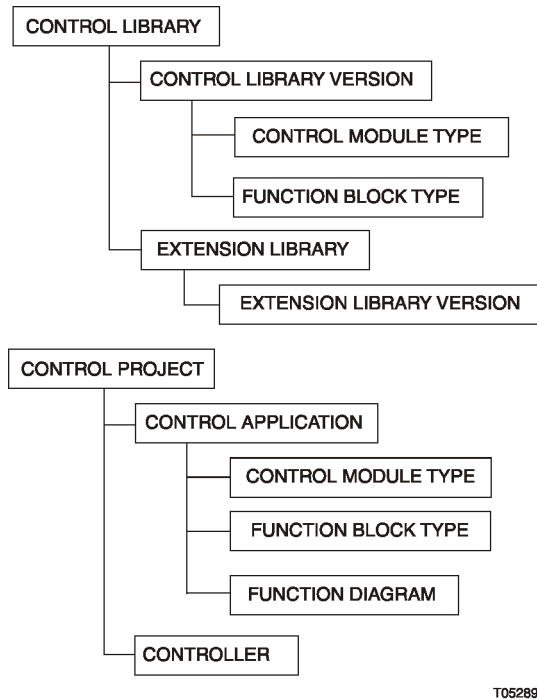 CONTROL LIBRARY
CONTROL LIBRARY VERSION
CONTROL MODULE TYPE
FUNCTION BLOCK TYPE
EXTENSION LIBRARY
EXTENSION LIBRARY VERSION
CONTROL PROJECT
CONTROL APPLICATION
CONTROL MODULE TYPE
FUNCTION BLOCK TYPE
FUNCTION DIAGRAM
CONTROLLER
T05289